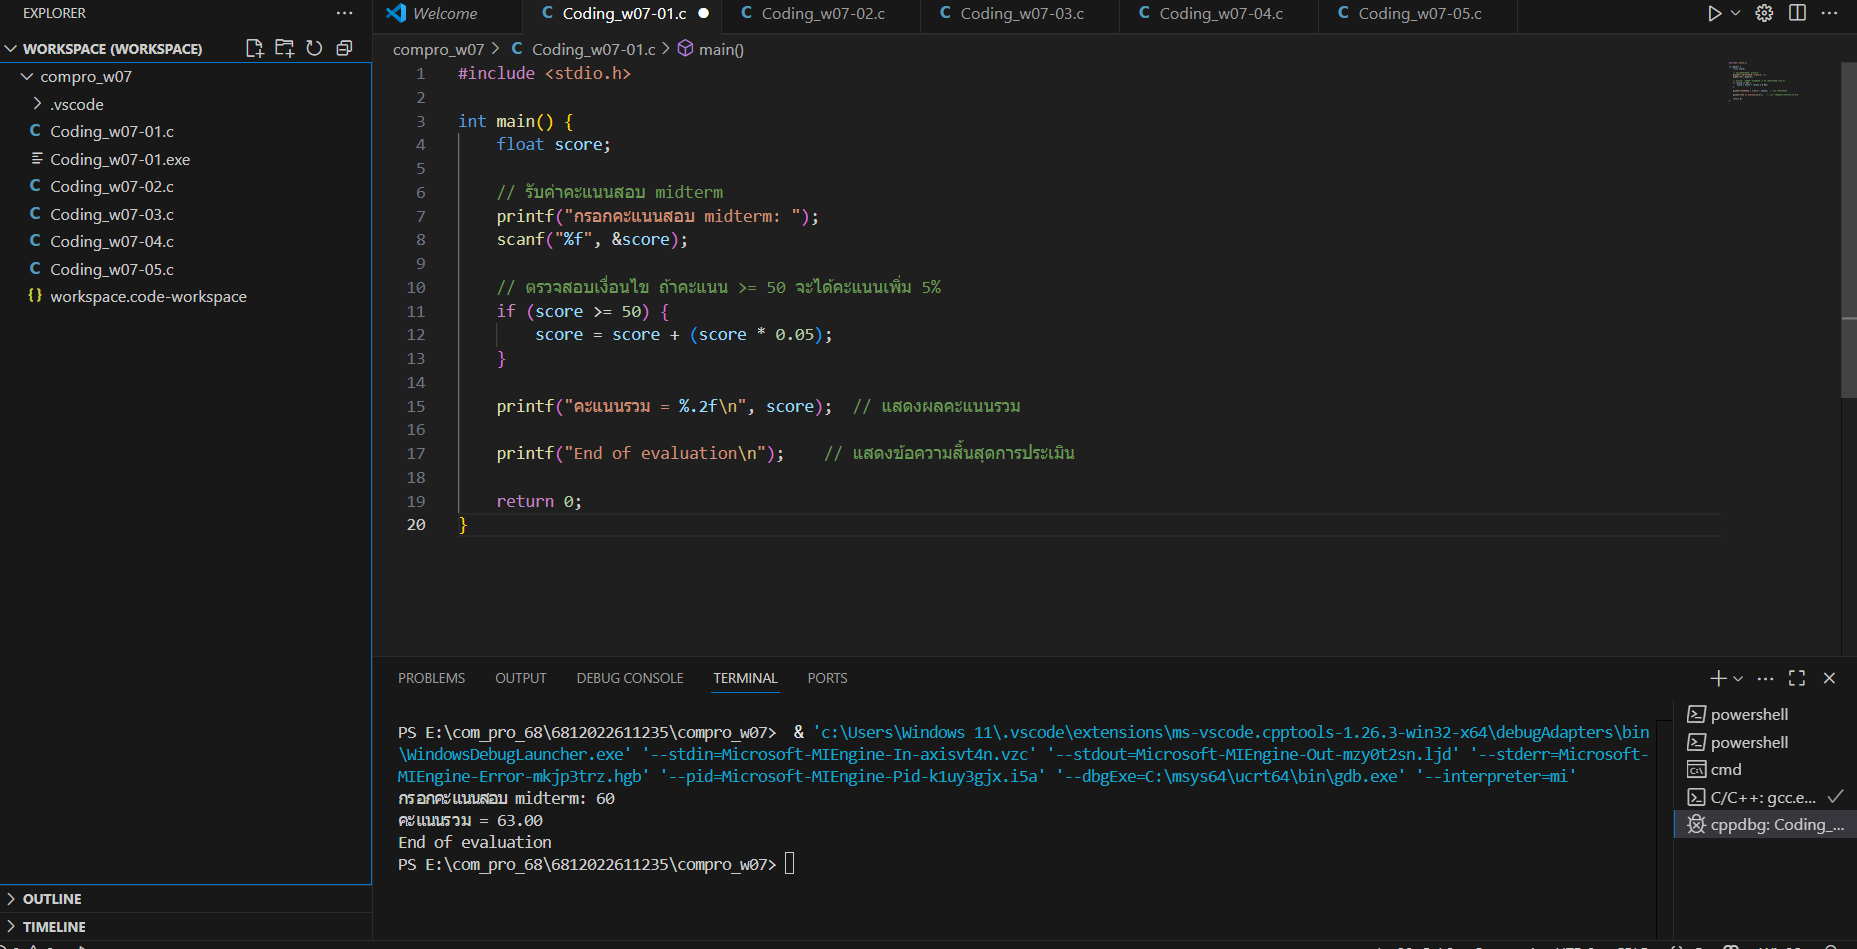 EXPLORER
WORKSPACE (WORKSPACE)
compro_w07
.vscode
Coding_w07-01.c
Coding_w07-01.exe
Coding_w07-02.c
Coding_w07-03.c
Coding_w07-04.c
Coding_w07-05.c
workspace.code-workspace
OUTLINE
TIMELINE
Welcome
Coding_w07-01.c
Coding_w07-02.c
Coding_w07-03.c
Coding_w07-04.c
Coding_w07-05.c
compro_w07 > C Coding_w07-01.c > main()
1 #include <stdio.h>
2
3 int main() {
4 float score;
5
6 // รับค่าคะแนนสอบ midterm
7 printf("กรอกคะแนนสอบ midterm: ");
8 scanf("%f", &score);
9
10 // ตรวจสอบเงื่อนไข ถ้าคะแนน >= 50 จะได้คะแนนเพิ่ม 5%
11 if (score >= 50) {
12 score = score + (score * 0.05);
13 }
14
15 printf("คะแนนรวม = %.2f\n", score); // แสดงผลคะแนนรวม
16
17 printf("End of evaluation\n"); // แสดงข้อความสิ้นสุดการประเมิน
18
19 return 0;
20 }
PROBLEMS OUTPUT DEBUG CONSOLE TERMINAL PORTS
PS E:\com_pro_68\6812022611235\compro_w07> & 'c:\Users\Windows 11\.vscode\extensions\ms-vscode.cpptools-1.26.3-win32-x64\debugAdapters\bin
\WindowsDebugLauncher.exe' '--stdin=Microsoft-MIEngine-In-axisvt4n.vzc' '--stdout=Microsoft-MIEngine-Out-mzy0t2sn.ljd' '--stderr=Microsoft-
MIEngine-Error-mkjp3trz.hgb' '--pid=Microsoft-MIEngine-Pid-k1uy3gjx.i5a' '--dbgExe=C:\msys64\ucrt64\bin\gdb.exe' '--interpreter=mi'
กรอกคะแนนสอบ midterm: 60
คะแนนรวม = 63.00
End of evaluation
PS E:\com_pro_68\6812022611235\compro_w07>
powershell
powershell
cmd
C/C++: gcc.e...
cppdbg: Coding_...